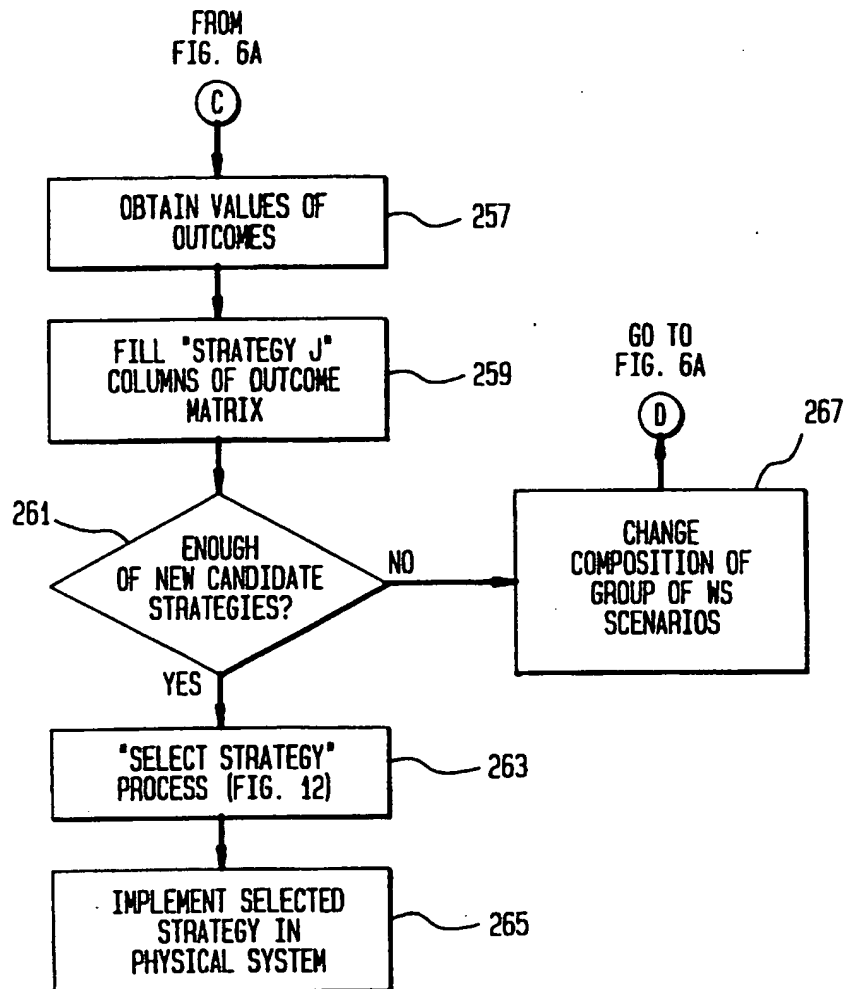 FROM
FIG. 6A
C
OBTAIN VALUES OF
OUTCOMES
257
FILL "STRATEGY J"
COLUMNS OF OUTCOME
MATRIX
259
GO TO
FIG. 6A
D
267
261
ENOUGH
OF NEW CANDIDATE
STRATEGIES?
NO
CHANGE
COMPOSITION OF
GROUP OF WS
SCENARIOS
YES
"SELECT STRATEGY"
PROCESS (FIG. 12)
263
IMPLEMENT SELECTED
STRATEGY IN
PHYSICAL SYSTEM
265